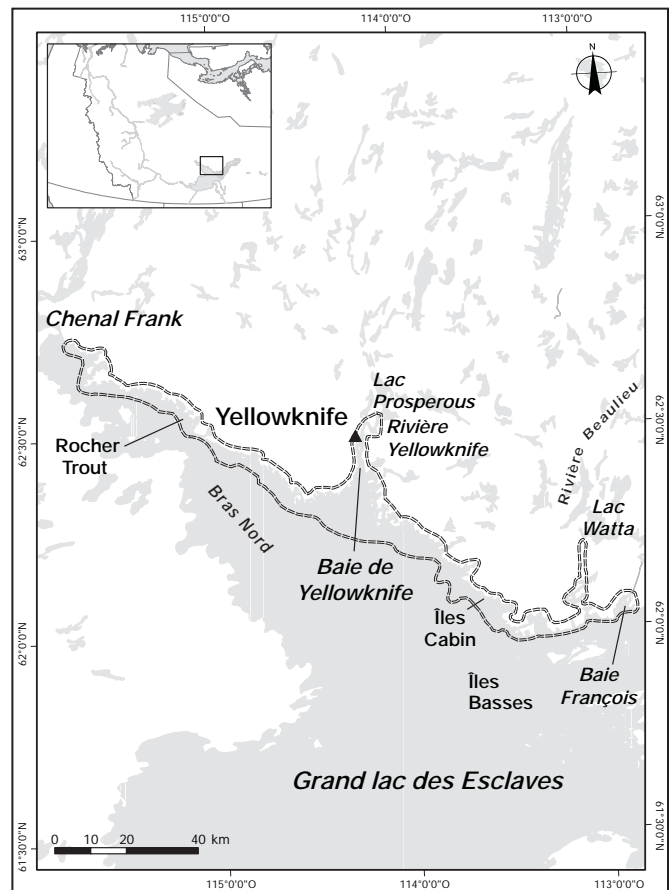 115°0'0"O
114°0'0"O
113°0'0"O
N
63°0'0"N
63°0'0"N
Chenal Frank
Lac
Prosperous
Yellowknife
Rivière
Yellowknife
Rivière Beaulieu
62°30'0"N
62°30'0"N
Rocher
Trout
Bras Nord
Lac
Watta
Baie de
Yellowknife
Îles
Cabin
62°0'0"N
62°0'0"N
Îles
Basses
Baie
François
Grand lac des Esclaves
0 10 20 40 km
61°30'0"N
61°30'0"N
115°0'0"O
114°0'0"O
113°0'0"O